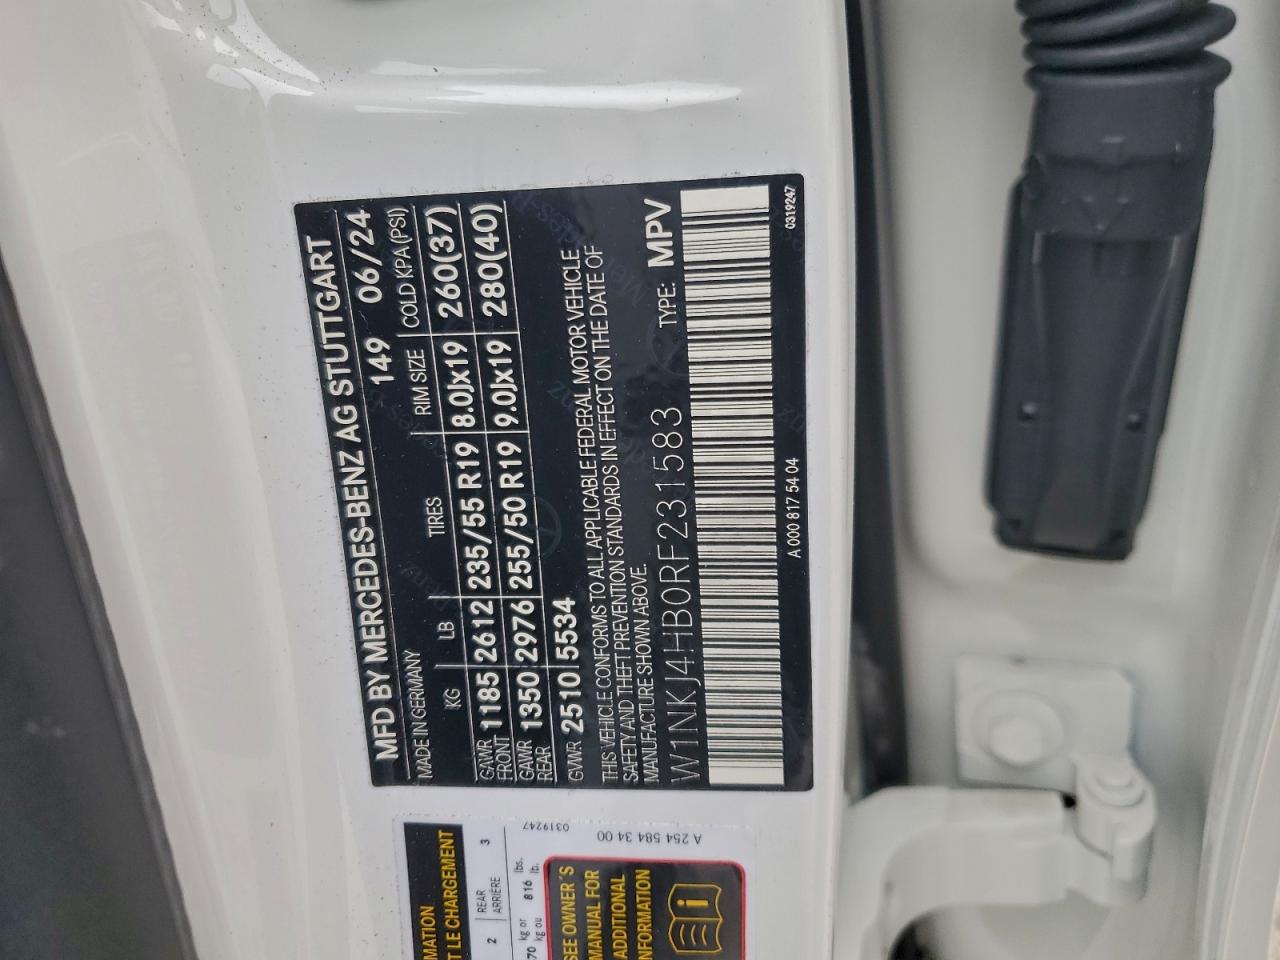 MFD BY MERCEDES-BENZ AG STUTTGART
MADE IN GERMANY 149 06/24
KG LB TIRES RIM SIZE COLD KPA(PSI)
GAWR FRONT 1185 2612 235/55 R19 8.0Jx19 260(37)
GAWR REAR 1350 2976 255/50 R19 9.0Jx19 280(40)
GVWR 2510 5534
THIS VEHICLE CONFORMS TO ALL APPLICABLE FEDERAL MOTOR VEHICLE
SAFETY AND THEFT PREVENTION STANDARDS IN EFFECT ON THE DATE OF
MANUFACTURE SHOWN ABOVE.
W1NKJ4HB0RF231583 TYPE: MPV
A 000 817 54 04
0319247
MATION
T LE CHARGEMENT
2 REAR 3
ARRIÈRE
70 kg or 816 lbs.
kg ou lb.
SEE OWNER'S
MANUAL FOR
ADDITIONAL
INFORMATION
A 254 584 34 00
0319247